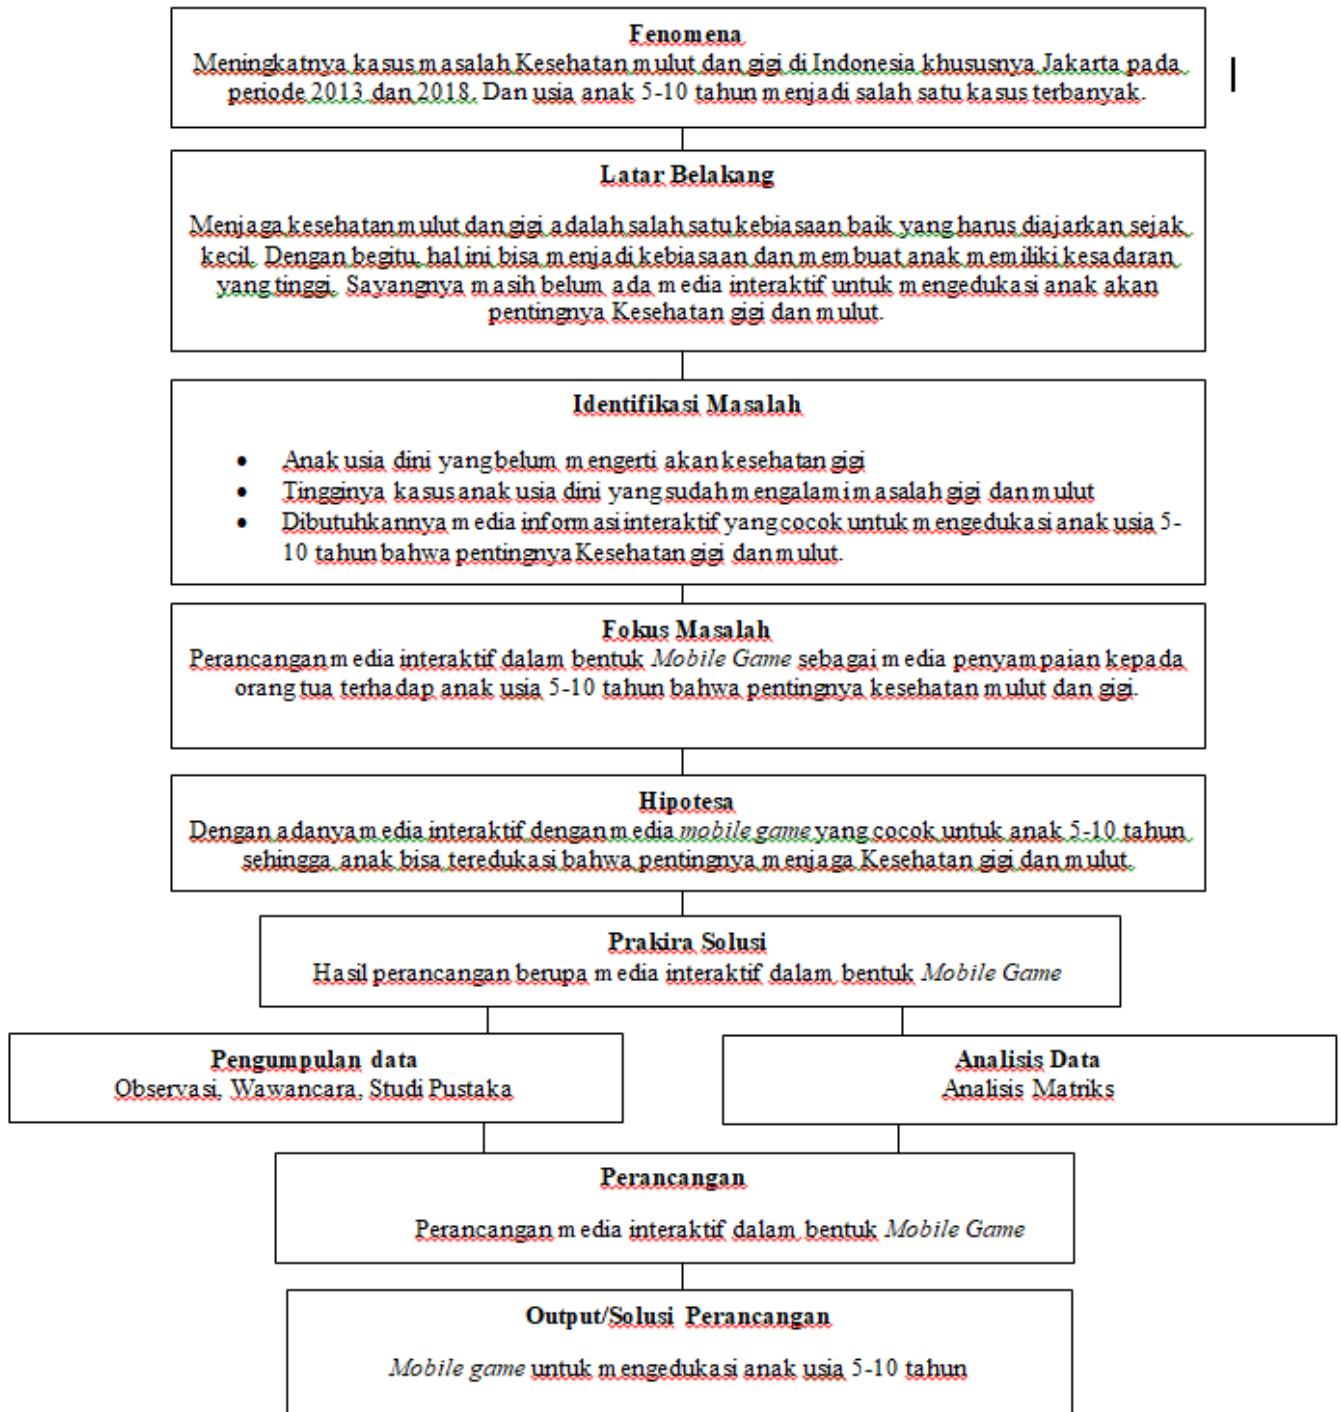 Fenomena
Meningkatnya kasus masalah Kesehatan mulut dan gigi di Indonesia khususnya Jakarta pada
periode 2013 dan 2018. Dan usia anak 5-10 tahun menjadi salah satu kasus terbanyak.
Latar Belakang
Menjaga kesehatan mulut dan gigi adalah salah satu kebiasaan baik yang harus diajarkan sejak
kecil. Dengan begitu, hal ini bisa menjadi kebiasaan dan membuat anak memiliki kesadaran
yang tinggi. Sayangnya masih belum ada media interaktif untuk mengedukasi anak akan
pentingnya Kesehatan gigi dan mulut.
Identifikasi Masalah
• Anak usia dini yang belum mengerti akan kesehatan gigi
• Tingginya kasus anak usia dini yang sudah mengalami masalah gigi dan mulut
• Dibutuhkannya media informasi interaktif yang cocok untuk mengedukasi anak usia 5-
10 tahun bahwa pentingnya Kesehatan gigi dan mulut.
Fokus Masalah
Perancangan media interaktif dalam bentuk Mobile Game sebagai media penyampaian kepada
orang tua terhadap anak usia 5-10 tahun bahwa pentingnya kesehatan mulut dan gigi.
Hipotesa
Dengan adanya media interaktif dengan media mobile game yang cocok untuk anak 5-10 tahun
sehingga anak bisa teredukasi bahwa pentingnya menjaga Kesehatan gigi dan mulut.
Prakira Solusi
Hasil perancangan berupa media interaktif dalam bentuk Mobile Game
Pengumpulan data
Observasi, Wawancara, Studi Pustaka
Analisis Data
Analisis Matriks
Perancangan
Perancangan media interaktif dalam bentuk Mobile Game
Output/Solusi Perancangan
Mobile game untuk mengedukasi anak usia 5-10 tahun